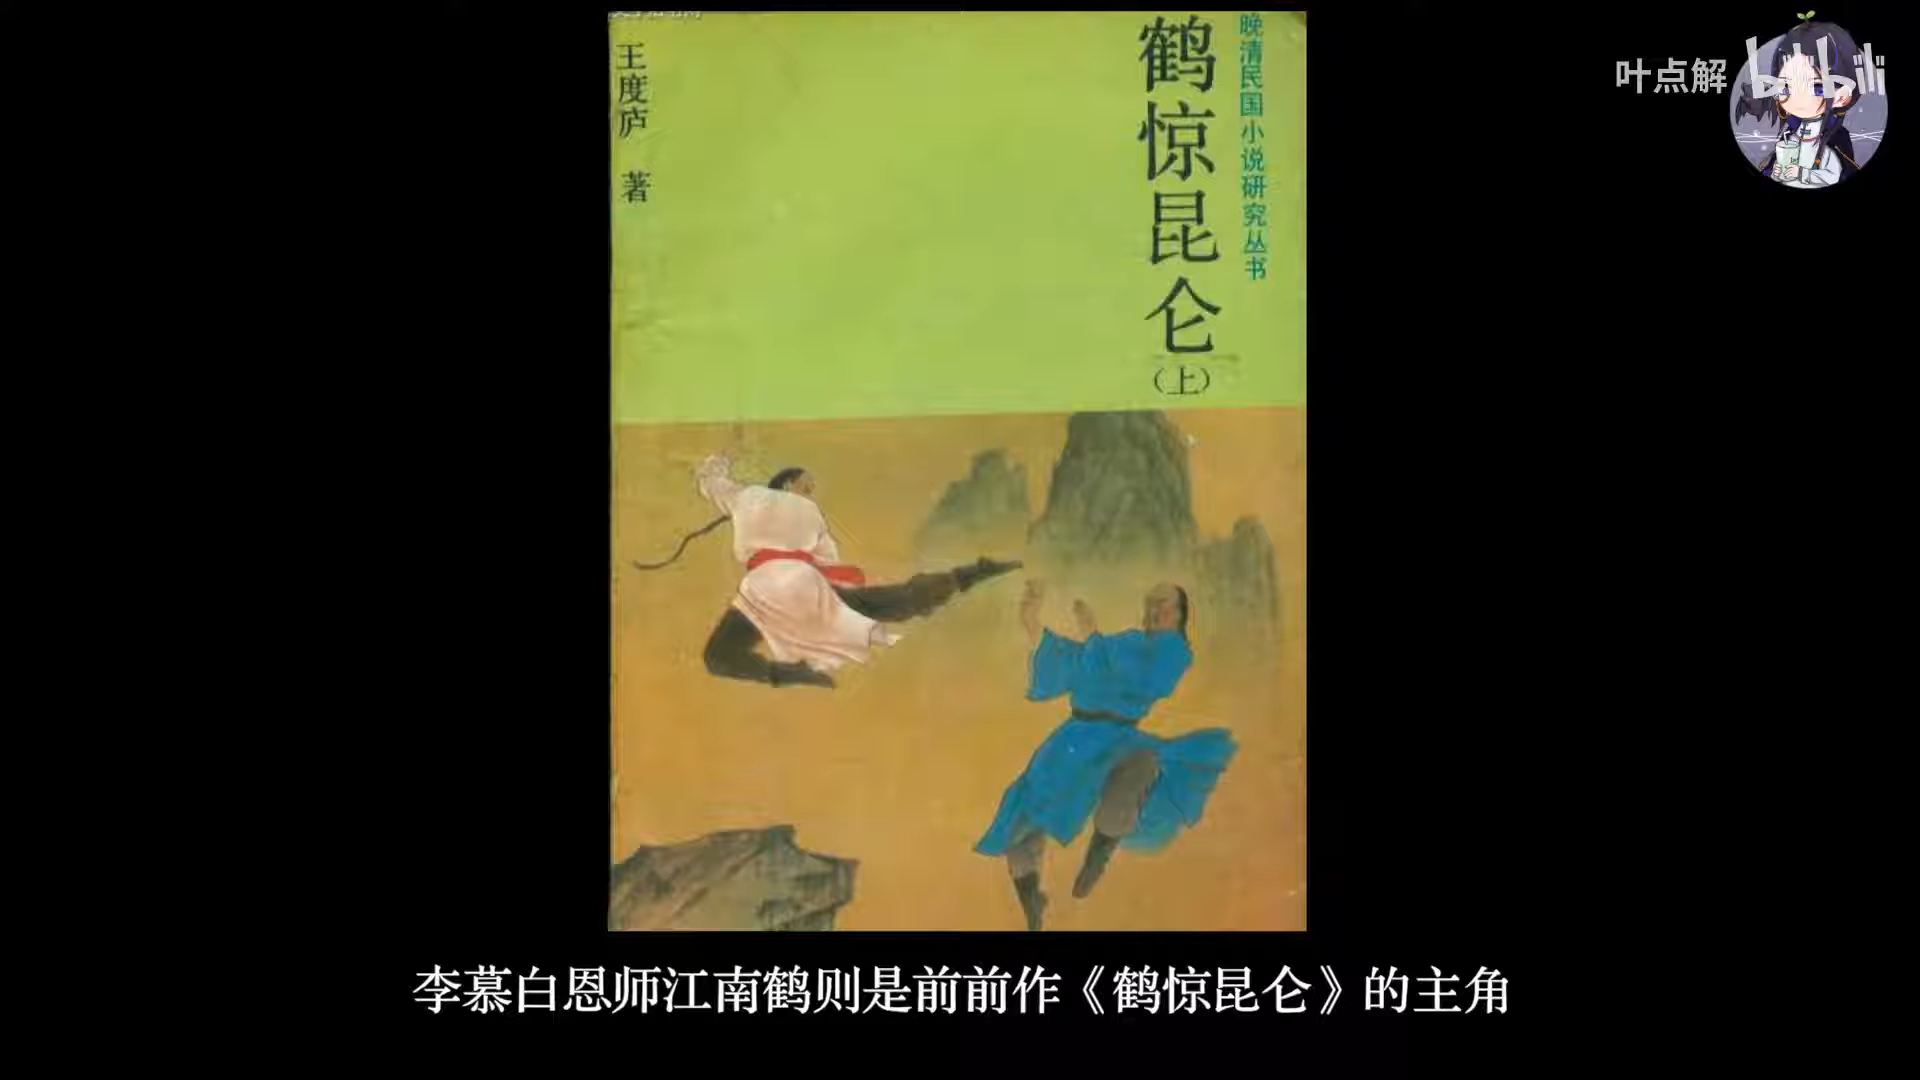 晚清民国小说研究丛书
鹤惊昆仑
（上）
王度庐 著
叶点解
bilibili
李慕白恩师江南鹤则是前前作《鹤惊昆仑》的主角